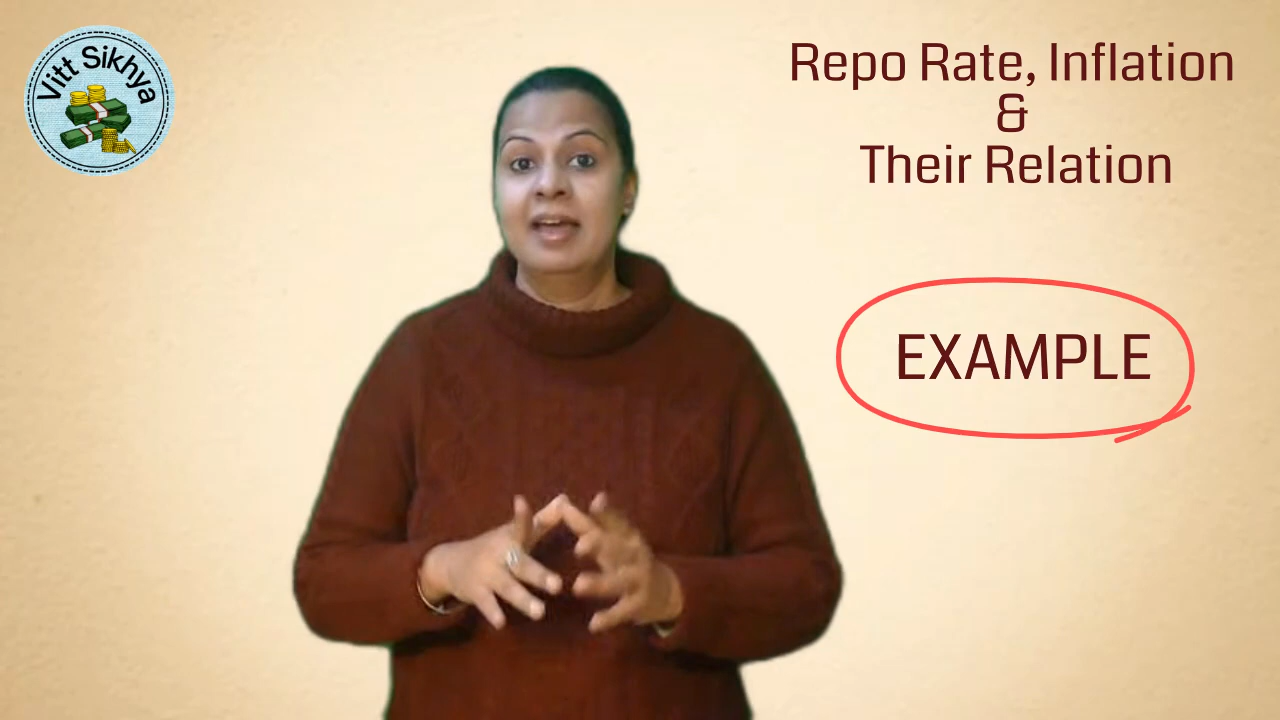 Vitt Sikhya
Repo Rate, Inflation
&
Their Relation
EXAMPLE